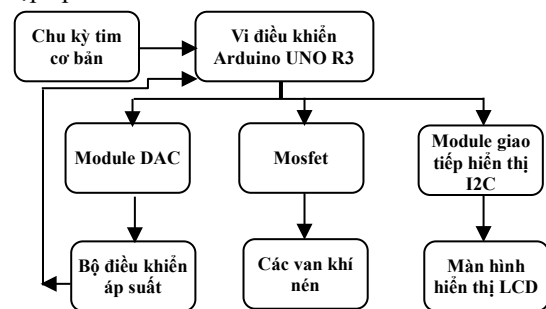 Chu kỳ tim
cơ bản
Vi điều khiển
Arduino UNO R3
Module DAC
Mosfet
Module giao
tiếp hiển thị
I2C
Bộ điều khiển
áp suất
Các van khí
nén
Màn hình
hiển thị LCD